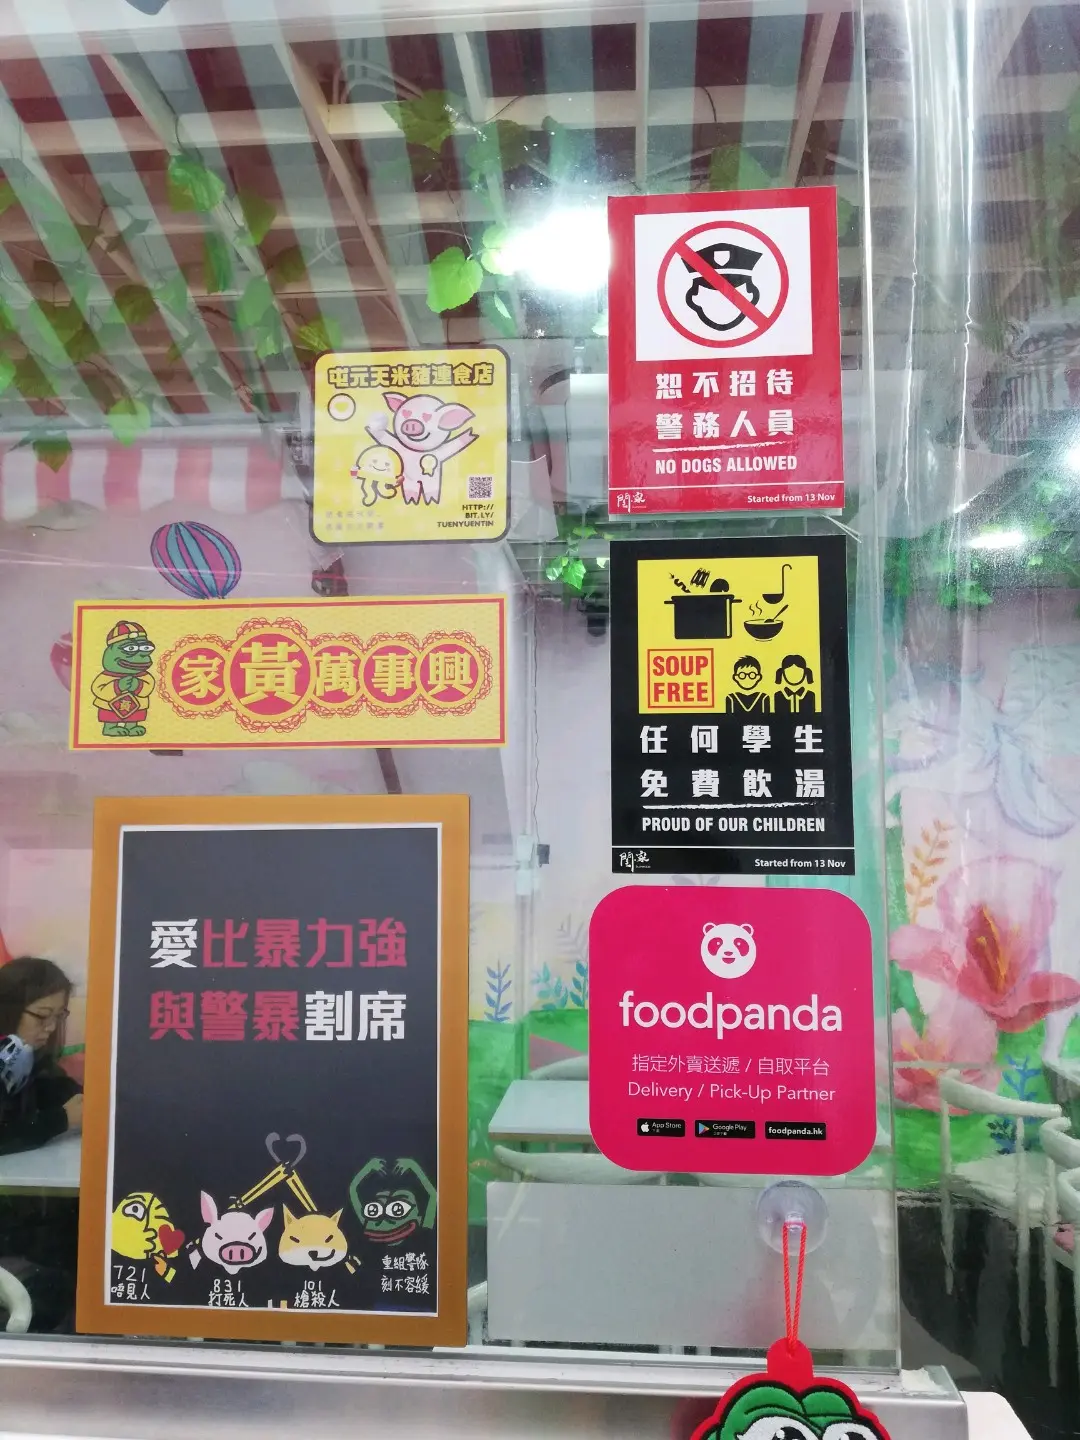 恕不招待
警務人員
NO DOGS ALLOWED
Started from 13 Nov
屯元天米豬連食店
HTTP://
BIT.LY/
TUENYUENTIN
家黃萬事興
黃
SOUP
FREE
任何學生
免費飲湯
PROUD OF OUR CHILDREN
Started from 13 Nov
愛比暴力強
與警暴割席
721
唔見人
831
打死人
101
槍殺人
重組警隊
刻不容緩
foodpanda
指定外賣送遞 / 自取平台
Delivery / Pick-Up Partner
App Store
Google Play
foodpanda.hk